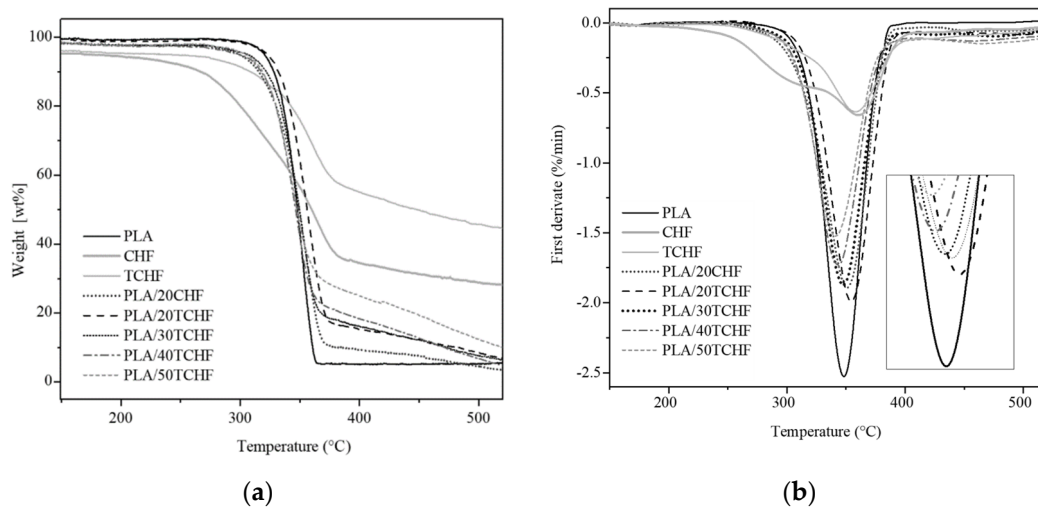 100
80
60
40
20
0
Weight [wt%]
PLA
CHF
TCHF
PLA/20CHF
PLA/20TCHF
PLA/30TCHF
PLA/40TCHF
PLA/50TCHF
200
300
400
500
Temperature (°C)
(a)
0.0
-0.5
-1.0
-1.5
-2.0
-2.5
First derivate (%/min)
PLA
CHF
TCHF
PLA/20CHF
PLA/20TCHF
PLA/30TCHF
PLA/40TCHF
PLA/50TCHF
200
300
400
500
Temperature (°C)
(b)